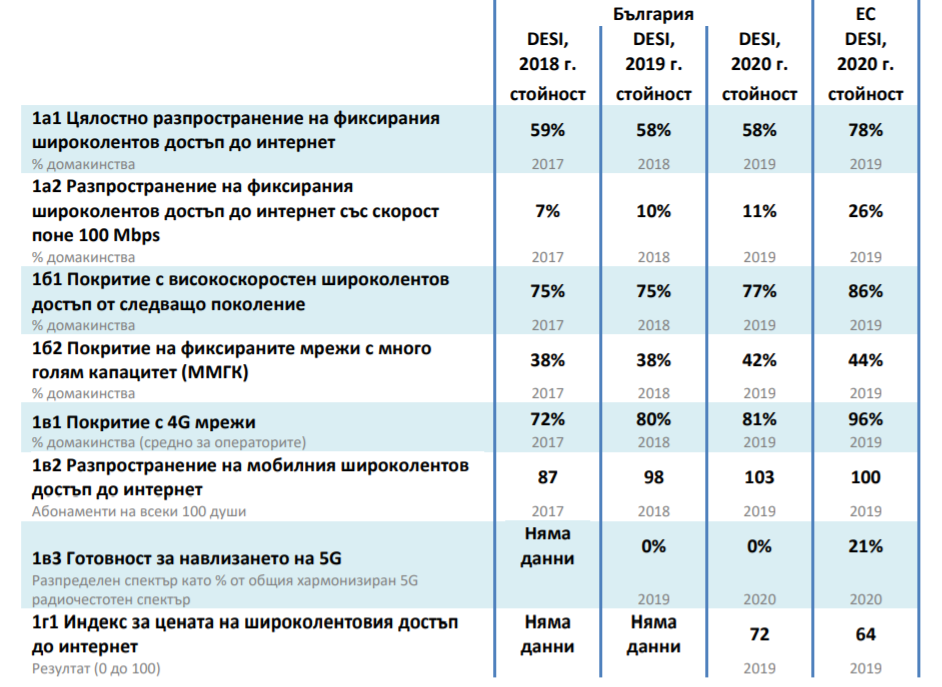 България ЕС
DESI, DESI, DESI, DESI,
2018 г. 2019 г. 2020 г. 2020 г.
стойност стойност стойност стойност
1а1 Цялостно разпространение на фиксирания
широколентов достъп до интернет 59% 58% 58% 78%
% домакинства 2017 2018 2019 2019
1а2 Разпространение на фиксирания
широколентов достъп до интернет със скорост 7% 10% 11% 26%
поне 100 Mbps
% домакинства 2017 2018 2019 2019
1б1 Покритие с високоскоростен широколентов
достъп от следващо поколение 75% 75% 77% 86%
% домакинства 2017 2018 2019 2019
1б2 Покритие на фиксираните мрежи с много
голям капацитет (ММГК) 38% 38% 42% 44%
% домакинства 2017 2018 2019 2019
1в1 Покритие с 4G мрежи 72% 80% 81% 96%
% домакинства (средно за операторите) 2017 2018 2019 2019
1в2 Разпространение на мобилния широколентов
достъп до интернет 87 98 103 100
Абонаменти на всеки 100 души 2017 2018 2019 2019
Няма
1в3 Готовност за навлизането на 5G данни 0% 0% 21%
Разпределен спектър като % от общия хармонизиран 5G
радиочестотен спектър 2019 2020 2020
1г1 Индекс за цената на широколентовия достъп Няма Няма
до интернет данни данни 72 64
Резултат (0 до 100) 2019 2019